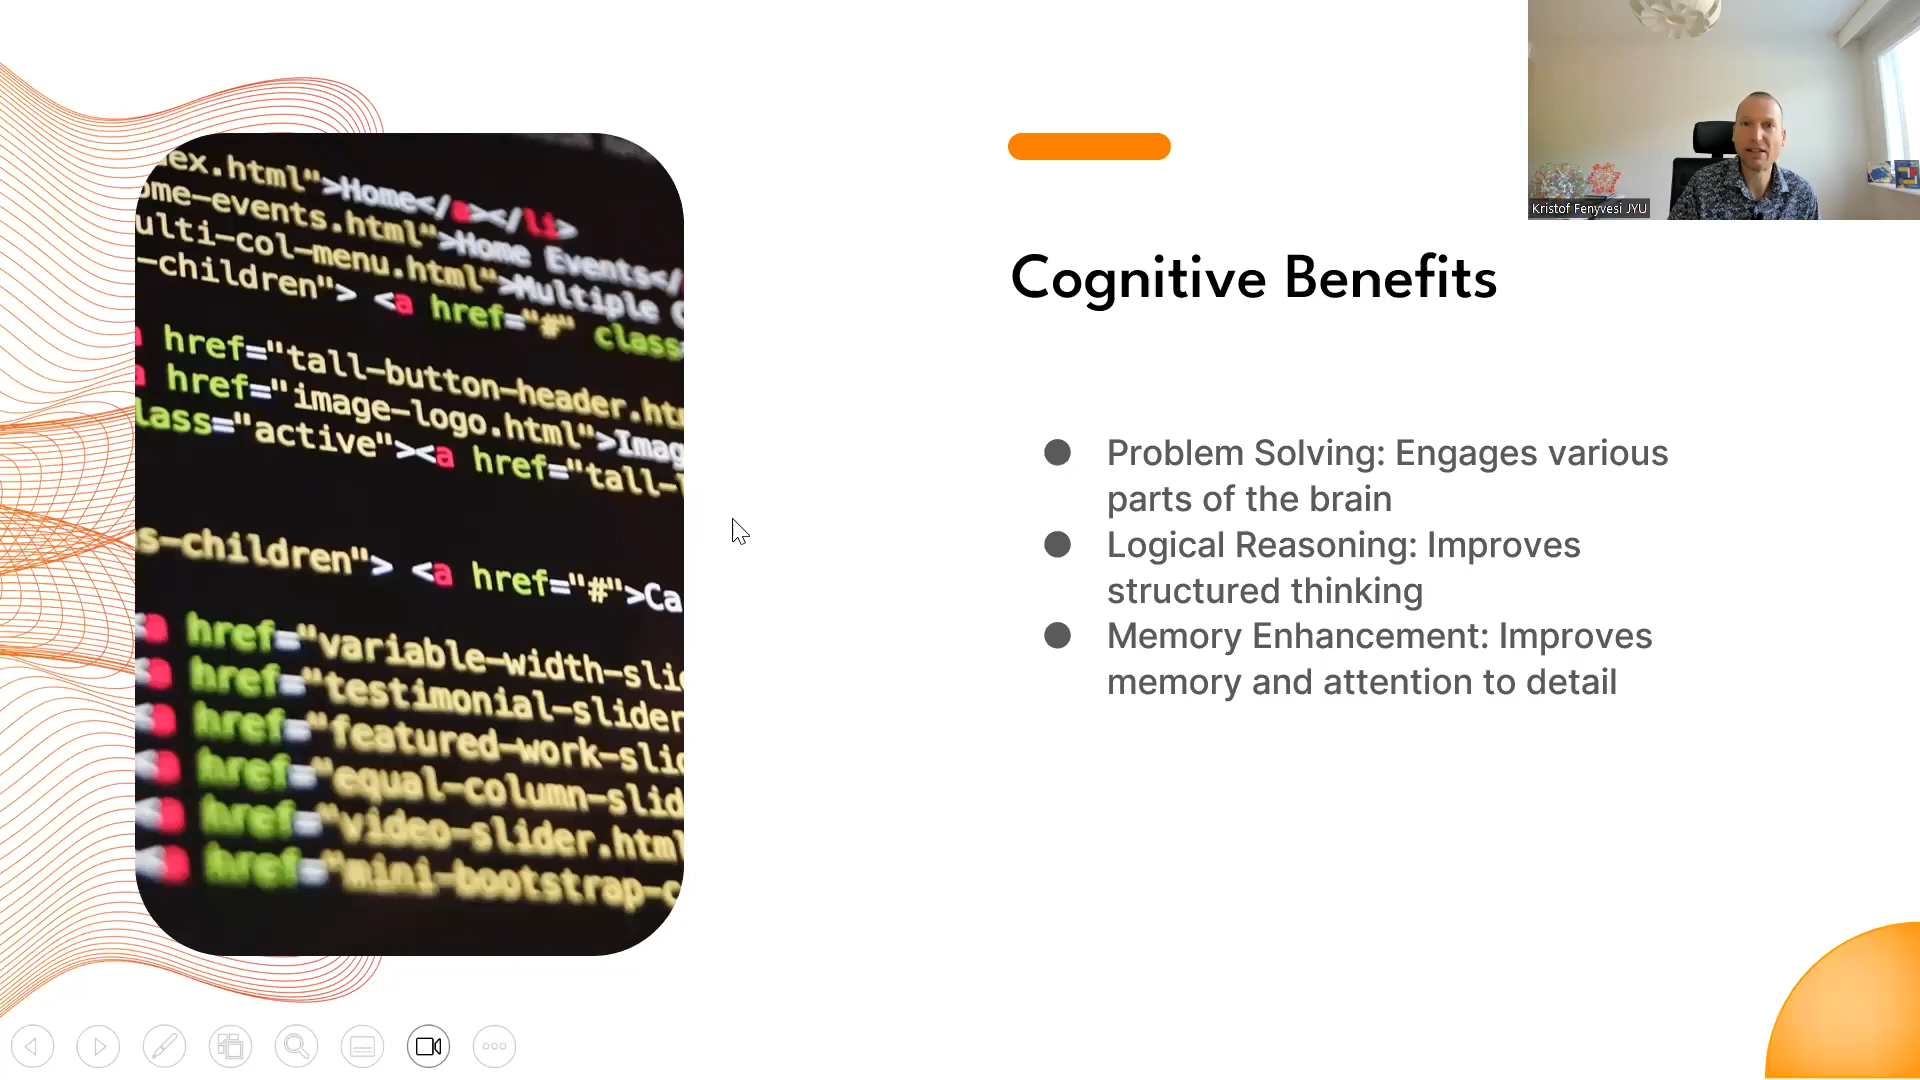 Kristof Fenyvesi JYU
Cognitive Benefits
Problem Solving: Engages various
parts of the brain
Logical Reasoning: Improves
structured thinking
Memory Enhancement: Improves
memory and attention to detail
ex.html">Home</a></li>
ome-events.html">Home Events</
ulti-col-menu.html">Multiple
-children"> <a href="#" class=
href="tall-button-header.ht
href="image-logo.html">Imag
lass="active"><a href="tall-
s-children"> <a href="#">Ca
<a href="variable-width-slid
<a href="testimonial-slider
<a href="featured-work-slid
<a href="equal-column-slid
<a href="video-slider.html
<a href="mini-bootstrap-c